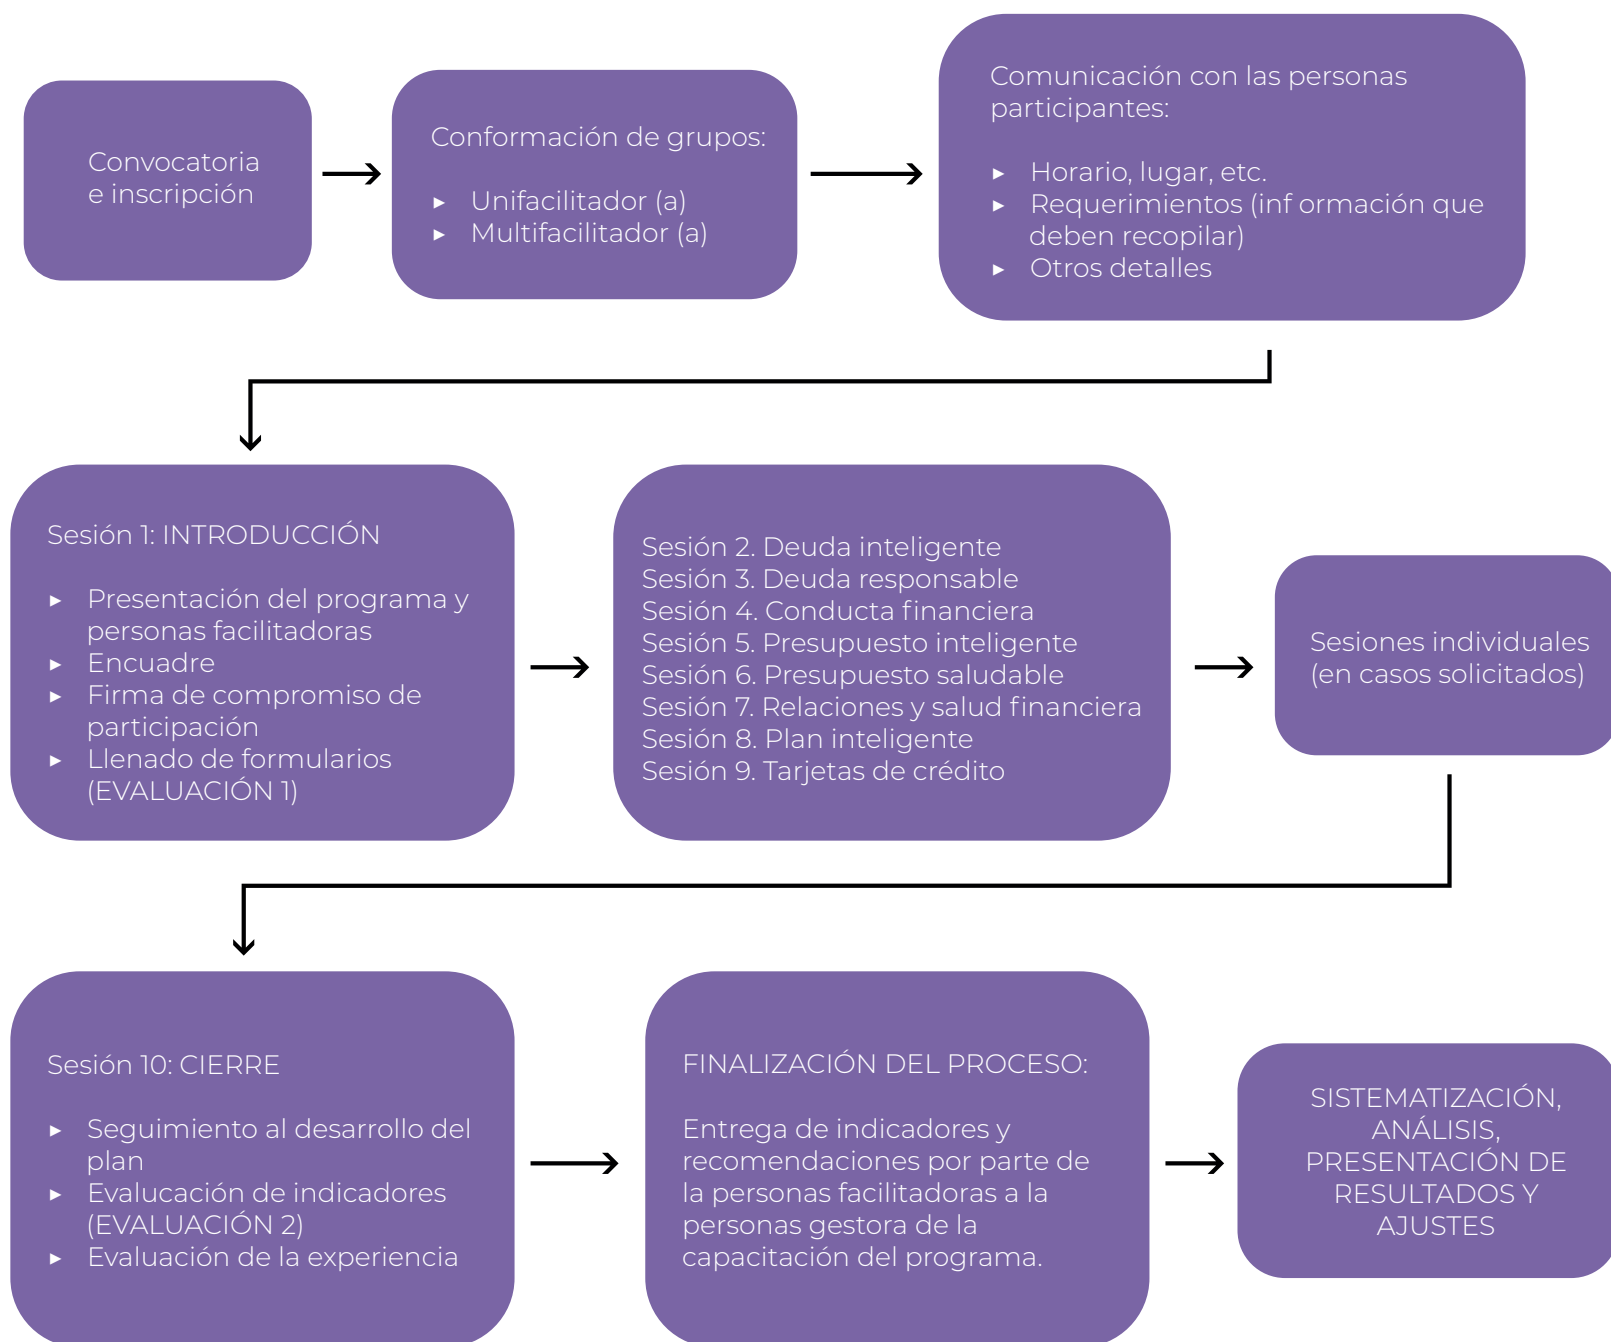 Convocatoria
e inscripción
Conformación de grupos:
▸ Unifacilitador (a)
▸ Multifacilitador (a)
Comunicación con las personas
participantes:
▸ Horario, lugar, etc.
▸ Requerimientos (inf ormación que
deben recopilar)
▸ Otros detalles
Sesión 1: INTRODUCCIÓN
▸ Presentación del programa y
personas facilitadoras
▸ Encuadre
▸ Firma de compromiso de
participación
▸ Llenado de formularios
(EVALUACIÓN 1)
Sesión 2. Deuda inteligente
Sesión 3. Deuda responsable
Sesión 4. Conducta financiera
Sesión 5. Presupuesto inteligente
Sesión 6. Presupuesto saludable
Sesión 7. Relaciones y salud financiera
Sesión 8. Plan inteligente
Sesión 9. Tarjetas de crédito
Sesiones individuales
(en casos solicitados)
Sesión 10: CIERRE
▸ Seguimiento al desarrollo del
plan
▸ Evalucación de indicadores
(EVALUACIÓN 2)
▸ Evaluación de la experiencia
FINALIZACIÓN DEL PROCESO:
Entrega de indicadores y
recomendaciones por parte de
la personas facilitadoras a la
personas gestora de la
capacitación del programa.
SISTEMATIZACIÓN,
ANÁLISIS,
PRESENTACIÓN DE
RESULTADOS Y
AJUSTES